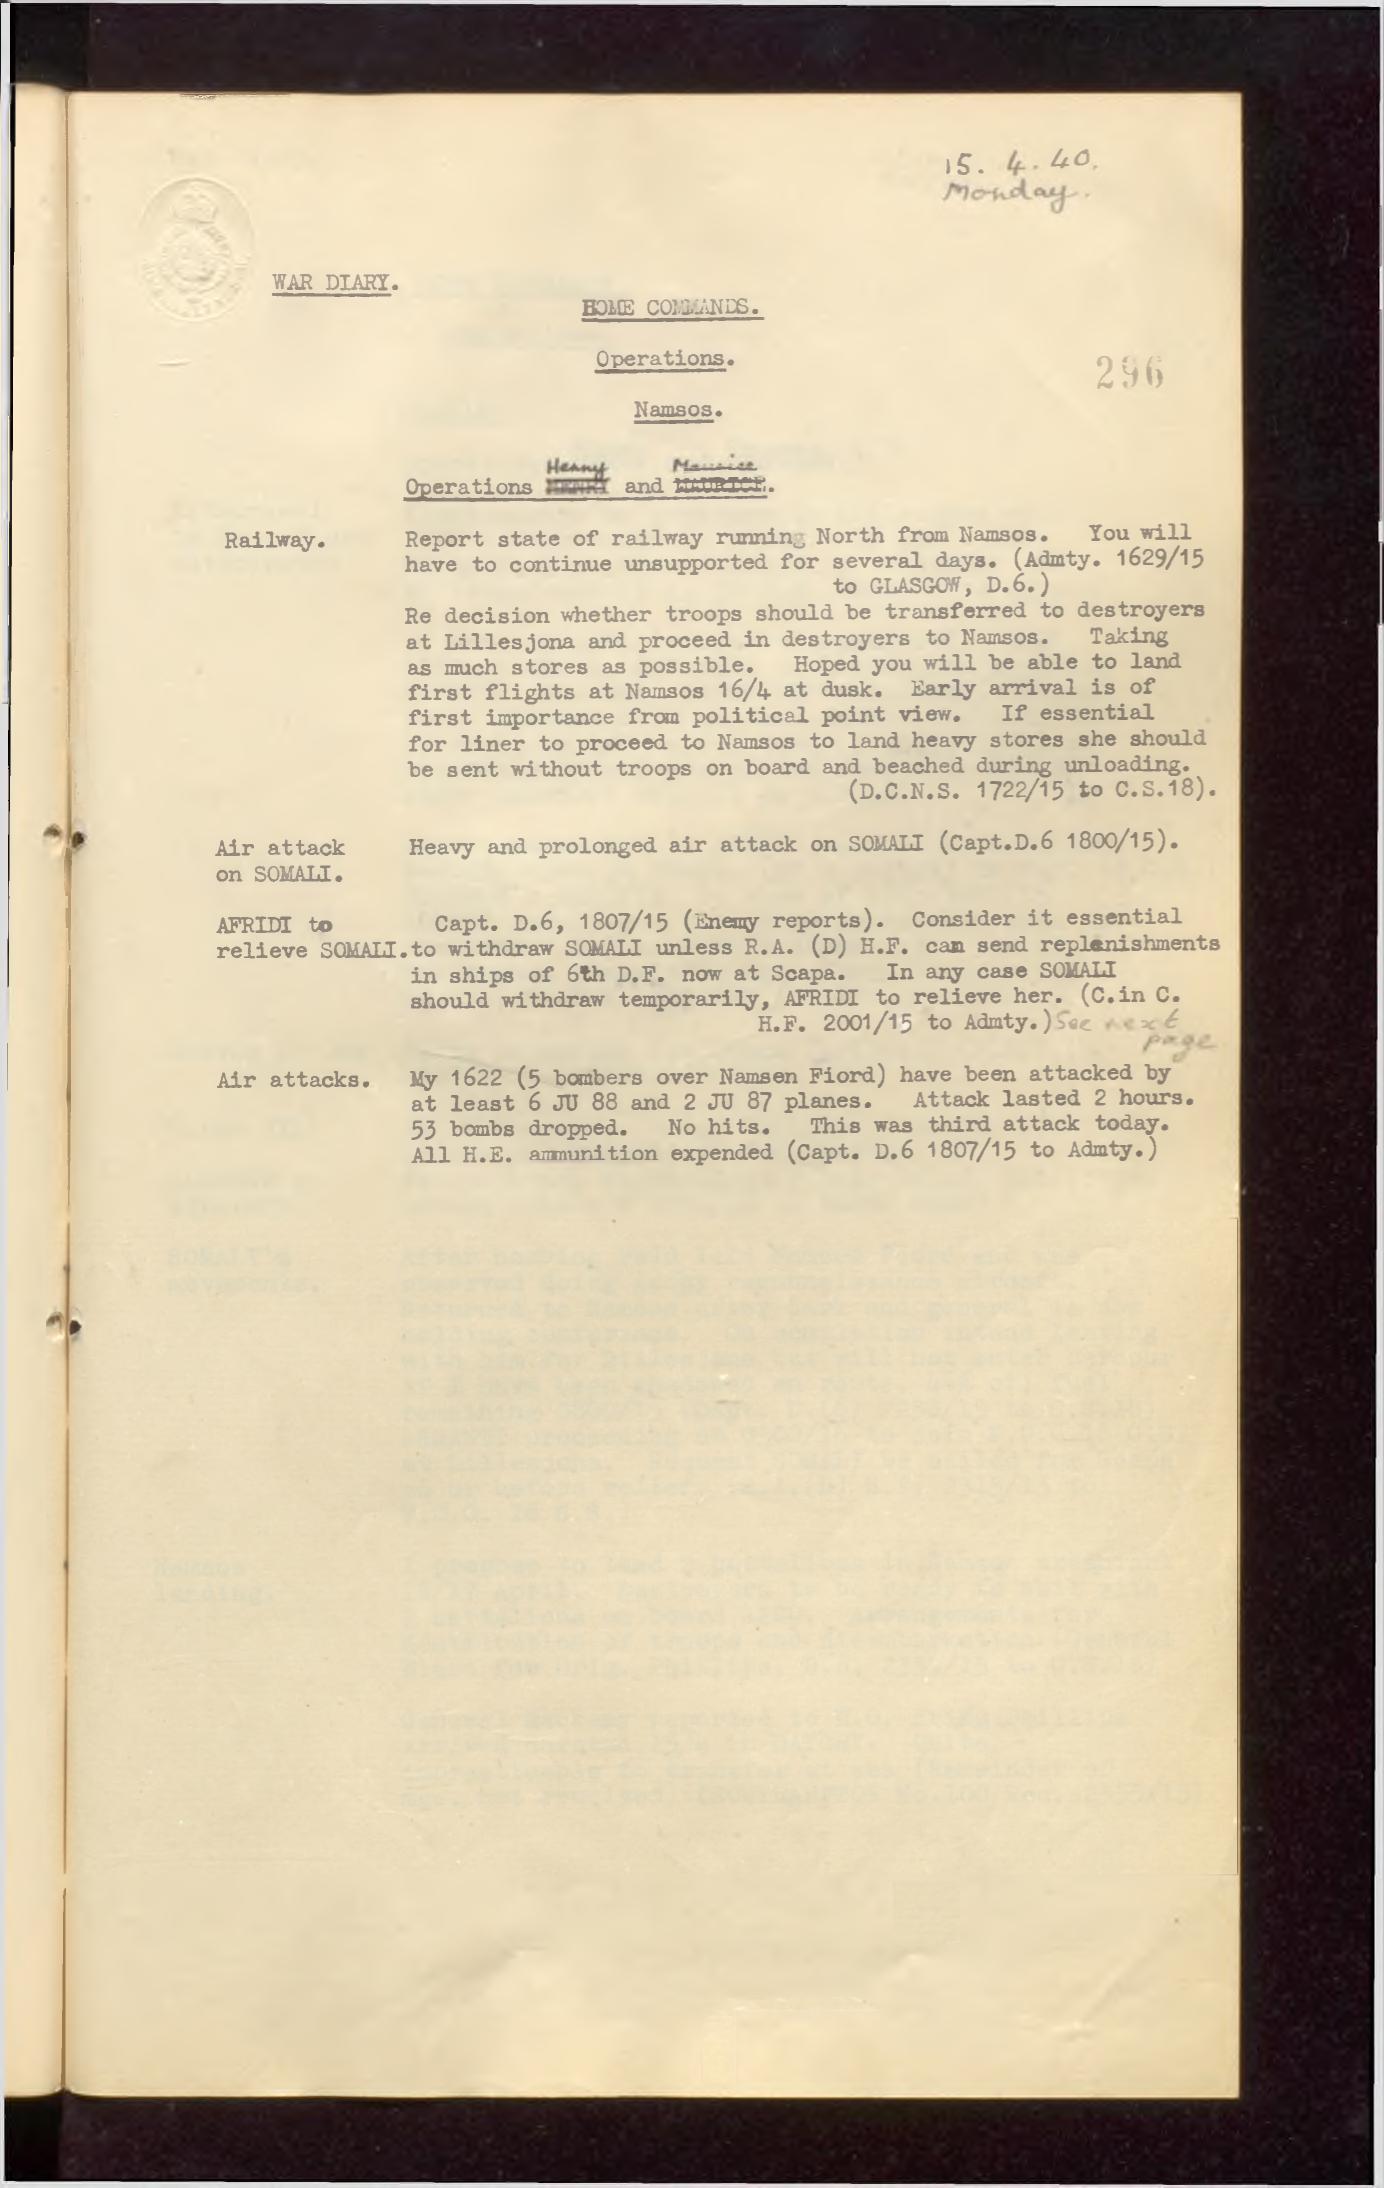 15. 4. 40.
Monday.
WAR DIARY.
HOME COMMANDS.
Operations.
296
Namsos.
Henny Maurice
Operations HENRY and MAURICE.
Railway. Report state of railway running North from Namsos. You will
have to continue unsupported for several days. (Admty. 1629/15
to GLASGOW, D.6.)
Re decision whether troops should be transferred to destroyers
at Lillesjona and proceed in destroyers to Namsos. Taking
as much stores as possible. Hoped you will be able to land
first flights at Namsos 16/4 at dusk. Early arrival is of
first importance from political point view. If essential
for liner to proceed to Namsos to land heavy stores she should
be sent without troops on board and beached during unloading.
(D.C.N.S. 1722/15 to C.S.18).
Air attack Heavy and prolonged air attack on SOMALI (Capt.D.6 1800/15).
on SOMALI.
AFRIDI to Capt. D.6, 1807/15 (Enemy reports). Consider it essential
relieve SOMALI. to withdraw SOMALI unless R.A. (D) H.F. can send replenishments
in ships of 6th D.F. now at Scapa. In any case SOMALI
should withdraw temporarily, AFRIDI to relieve her. (C.in C.
H.F. 2001/15 to Admty.) See next
page
Air attacks. My 1622 (5 bombers over Namsen Fiord) have been attacked by
at least 6 JU 88 and 2 JU 87 planes. Attack lasted 2 hours.
53 bombs dropped. No hits. This was third attack today.
All H.E. ammunition expended (Capt. D.6 1807/15 to Admty.)